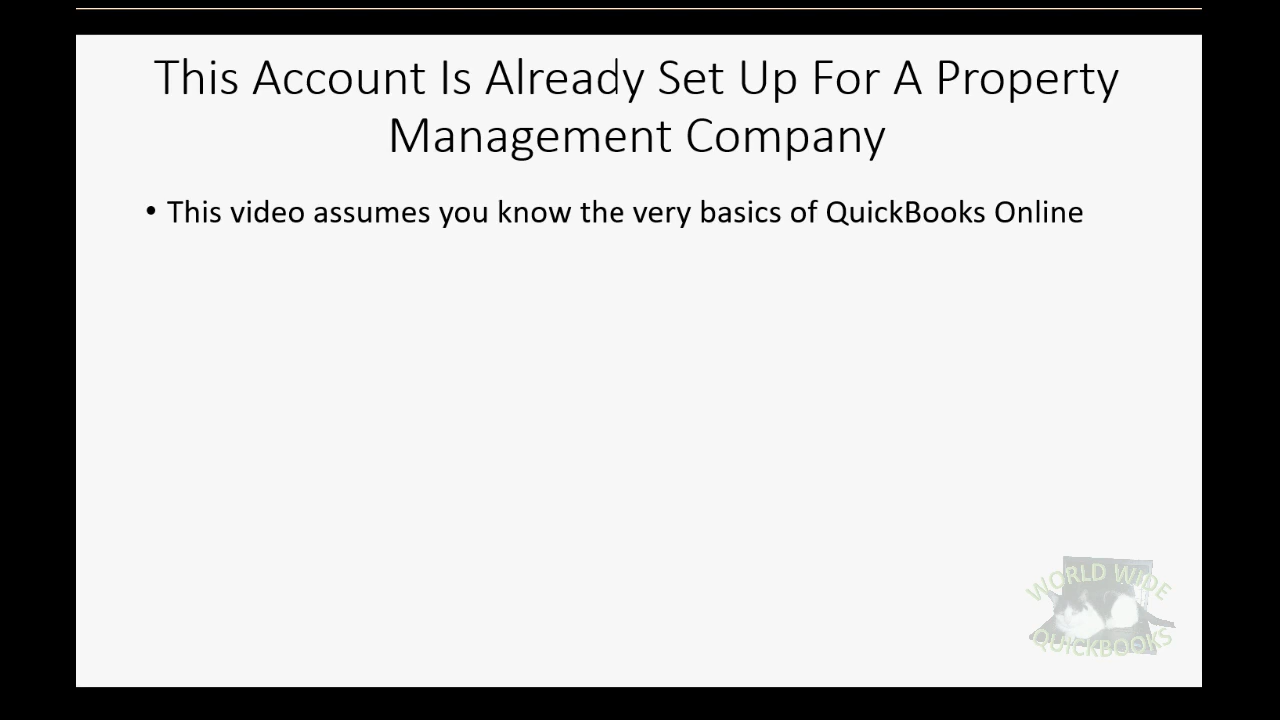 This Account Is Already Set Up For A Property
Management Company
• This video assumes you know the very basics of QuickBooks Online
WORLD WIDE
QUICKBOOKS